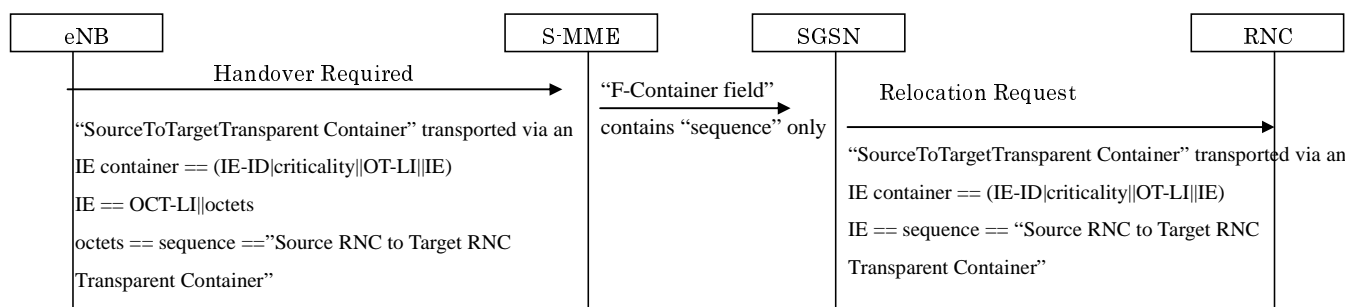 eNB
S-MME
SGSN
RNC
Handover Required
“F-Container field”
contains “sequence” only
Relocation Request
“SourceToTargetTransparent Container” transported via an
IE container == (IE-ID|criticality||OT-LI||IE)
IE == OCT-LI||octets
octets == sequence ==”Source RNC to Target RNC
Transparent Container”
“SourceToTargetTransparent Container” transported via an
IE container == (IE-ID|criticality||OT-LI||IE)
IE == sequence == “Source RNC to Target RNC
Transparent Container”